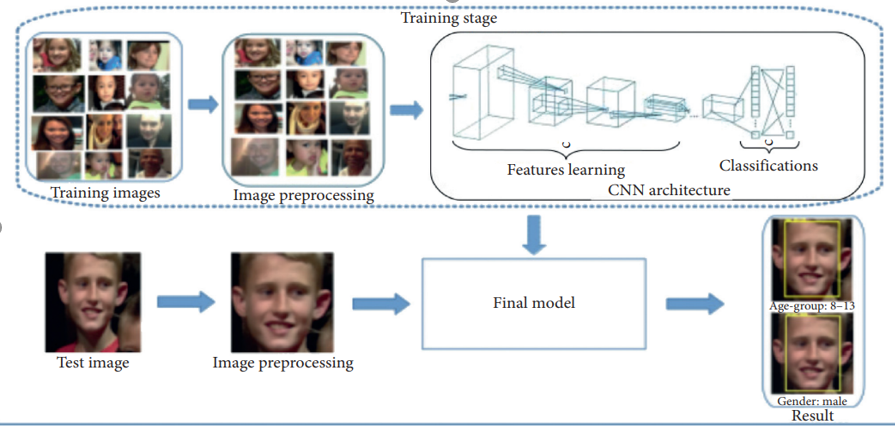 Training stage
Training images
Image preprocessing
Features learning
Classifications
CNN architecture
Test image
Image preprocessing
Final model
Age-group: 8–13
Gender: male
Result